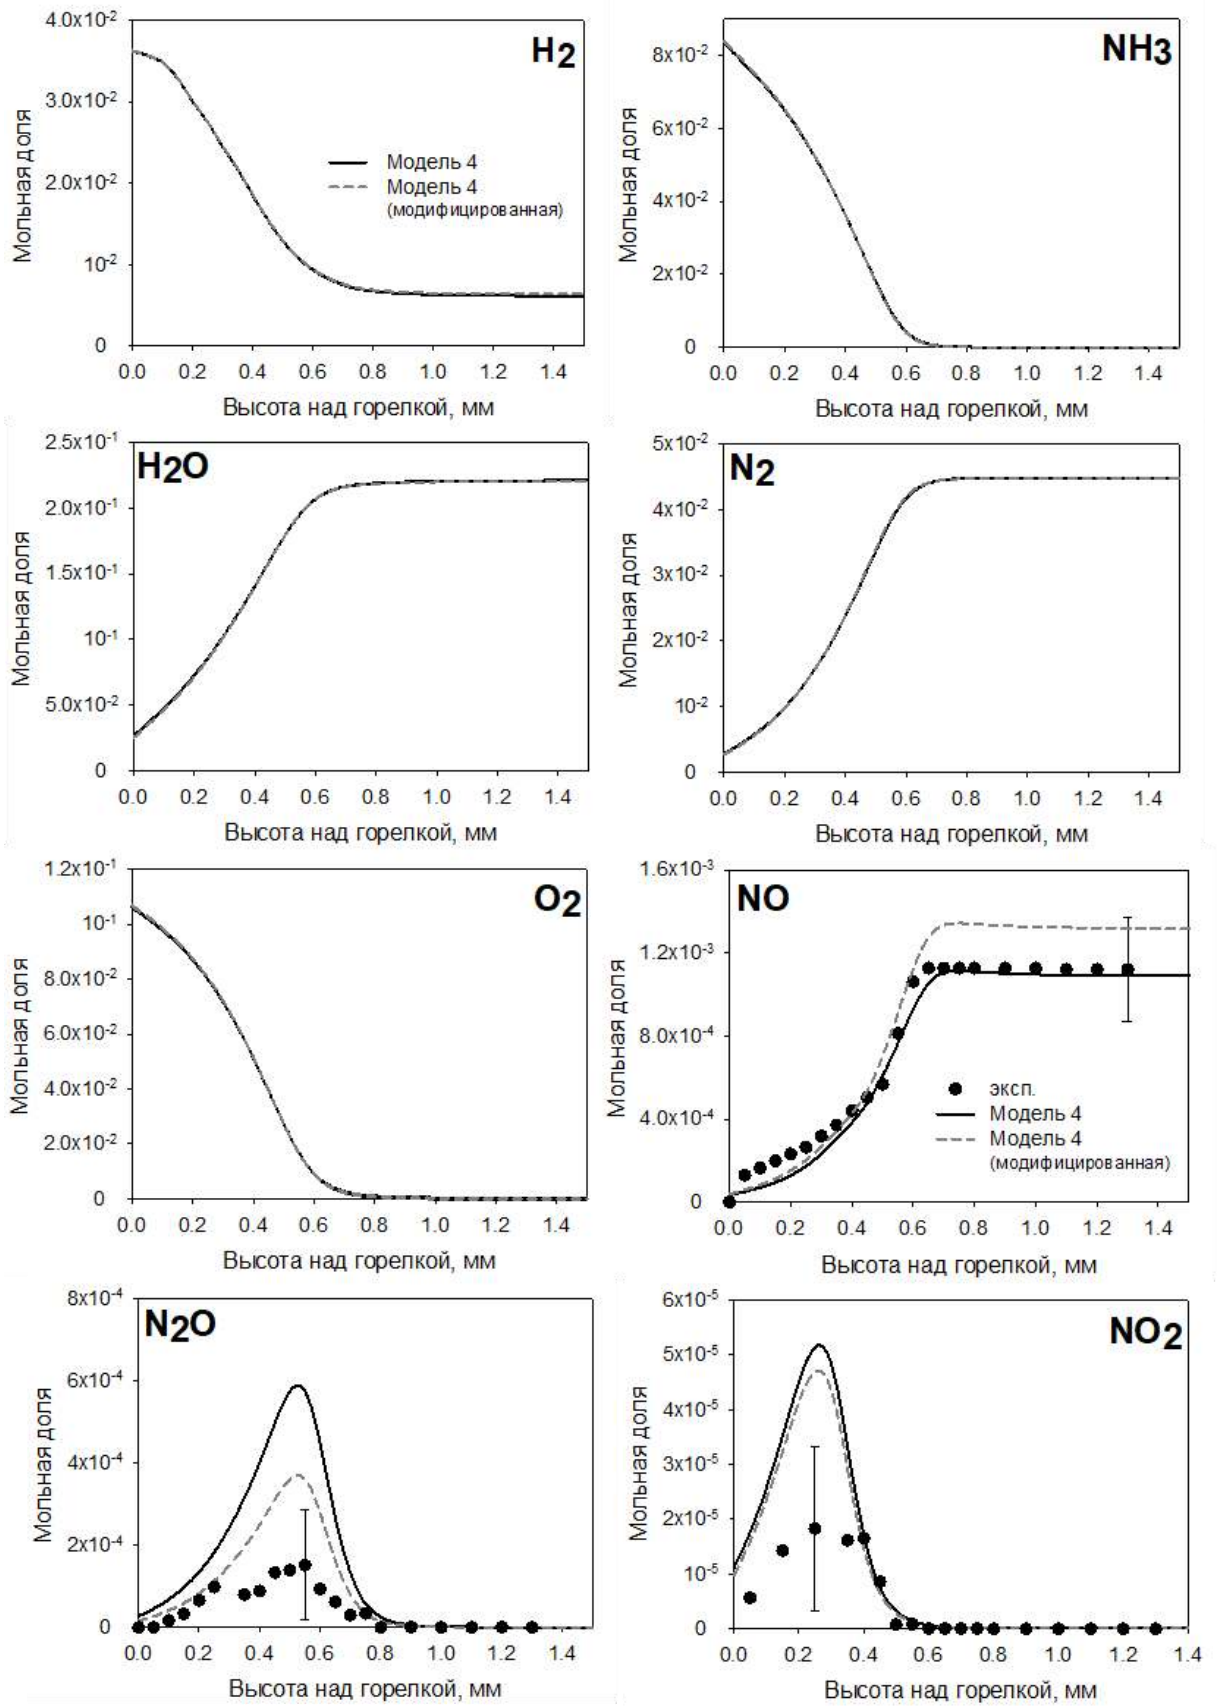 H2
4.0x10-2
3.0x10-2
2.0x10-2
10-2
0
Мольная доля
Модель 4
Модель 4
(модифицированная)
0.0 0.2 0.4 0.6 0.8 1.0 1.2 1.4
Высота над горелкой, мм
NH3
8x10-2
6x10-2
4x10-2
2x10-2
0
Мольная доля
0.0 0.2 0.4 0.6 0.8 1.0 1.2 1.4
Высота над горелкой, мм
H2O
2.5x10-1
2.0x10-1
1.5x10-1
10-1
5.0x10-2
0
Мольная доля
0.0 0.2 0.4 0.6 0.8 1.0 1.2 1.4
Высота над горелкой, мм
N2
5x10-2
4x10-2
3x10-2
2x10-2
10-2
0
Мольная доля
0.0 0.2 0.4 0.6 0.8 1.0 1.2 1.4
Высота над горелкой, мм
O2
1.2x10-1
10-1
8.0x10-2
6.0x10-2
4.0x10-2
2.0x10-2
0
Мольная доля
0.0 0.2 0.4 0.6 0.8 1.0 1.2 1.4
Высота над горелкой, мм
NO
1.6x10-3
1.2x10-3
8.0x10-4
4.0x10-4
0
Мольная доля
эксп.
Модель 4
Модель 4
(модифицированная)
0.0 0.2 0.4 0.6 0.8 1.0 1.2 1.4
Высота над горелкой, мм
N2O
8x10-4
6x10-4
4x10-4
2x10-4
0
Мольная доля
0.0 0.2 0.4 0.6 0.8 1.0 1.2 1.4
Высота над горелкой, мм
NO2
6x10-5
5x10-5
4x10-5
3x10-5
2x10-5
10-5
0
Мольная доля
0.0 0.2 0.4 0.6 0.8 1.0 1.2 1.4
Высота над горелкой, мм